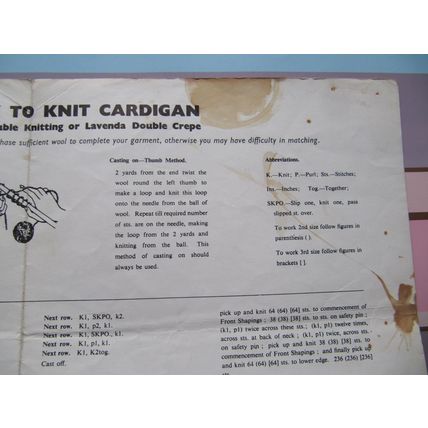 TO KNIT CARDIGAN
Knitting or Lavenda Double Crepe
sufficient wool to complete your garment, otherwise you may have difficulty in matching.
Casting on—Thumb Method.
2 yards from the end twist the
wool round the left thumb to
make a loop and knit this loop
onto the needle from the ball of
wool. Repeat till required number
of sts. are on the needle, making
the loop from the 2 yards and
knitting from the ball. This
method of casting on should
always be used.
Abbreviations.
K.—Knit; P.—Purl; Sts.—Stitches;
Ins.—Inches; Tog.—Together;
SKPO.—Slip one, knit one, pass
slipped st. over.
To work 2nd size follow figures in
parenthesis ( ).
To work 3rd size follow figures in
brackets [ ].
Next row. K1, SKPO, k2.
Next row. K1, p2, k1.
Next row. K1, SKPO., k1.
Next row. K1, p1, k1.
Next row. K1, K2tog.
Cast off.
pick up and knit 64 (64) [64] sts. to commencement of
Front Shapings; 38 (38) [38] sts. to sts. on safety pin;
(k1, p1) twice across these sts.; (k1, p1) twelve times,
across sts. at back of neck; (k1, p1) twice, across sts.
on safety pin; pick up and knit 38 (38) [38] sts. to
commencement of Front Shapings; and finally pick up
and knit 64 (64) [64] sts. to lower edge. 236 (236) [236]
sts.